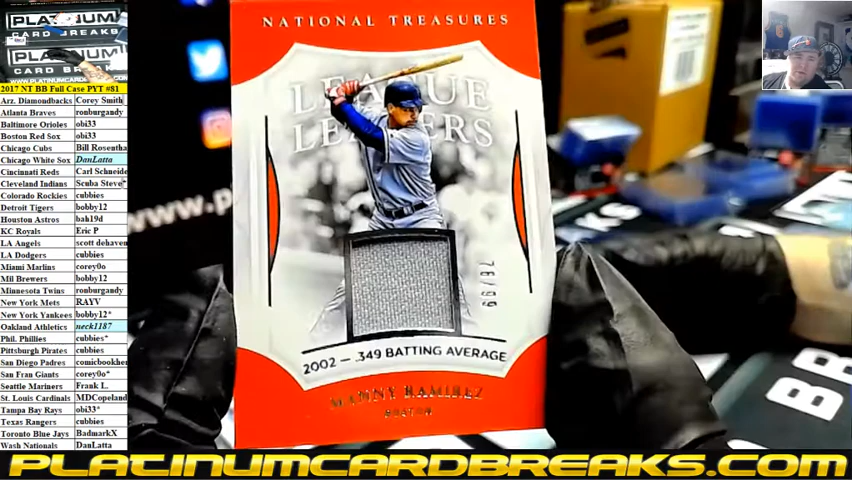 PLATINUM
CARD BREAKS
PLATINUM
CARD BREA
2017 NT BB Full Case PYT #81
Arz. Diamondbacks Corey Smith
Atlanta Braves ronburgandy
Baltimore Orioles obi33
Boston Red Sox obi33
Chicago Cubs Bill Rosentha
Chicago White Sox DanLatta
Cincinnati Reds Carl Schneide
Cleveland Indians Scuba Steve*
Colorado Rockies cubbies
Detroit Tigers bobby12
Houston Astros bah19d
KC Royals Eric P
LA Angels scott dehaven
LA Dodgers cubbies
Miami Marlins corey0o
Mil Brewers bobby12
Minnesota Twins ronburgandy
New York Mets RAYV
New York Yankees bobby12*
Oakland Athletics neck1187
Phil. Phillies cubbies*
Pittsburgh Pirates cubbies
San Diego Padres comicbookher
San Fran Giants corey0o*
Seattle Mariners Frank L.
St. Louis Cardinals MDCopeland
Tampa Bay Rays obi33*
Texas Rangers cubbies
Toronto Blue Jays BadmarkX
Wash Nationals DanLatta
www.p
NATIONAL TREASURES
LEAGUE
LEADERS
76/99
2002 — .349 BATTING AVERAGE
MANNY RAMIREZ
BOSTON
PLATINUMCARDBREAKS.COM